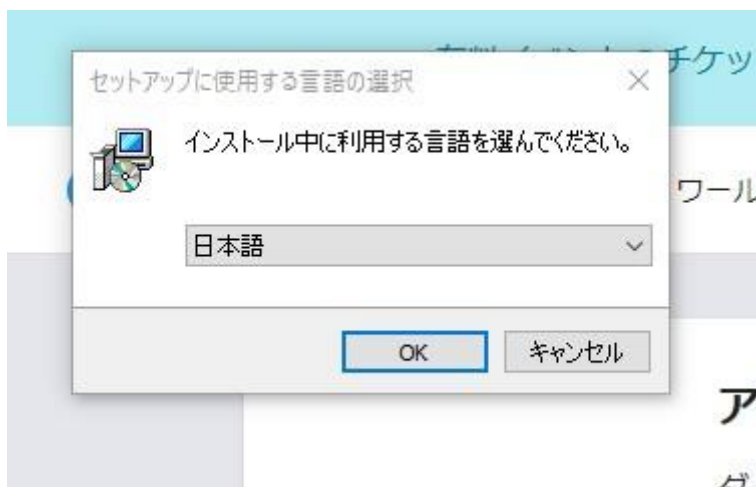 チケッ
セットアップに使用する言語の選択
インストール中に利用する言語を選んでください。
ワール
日本語
OK
キャンセル
ア